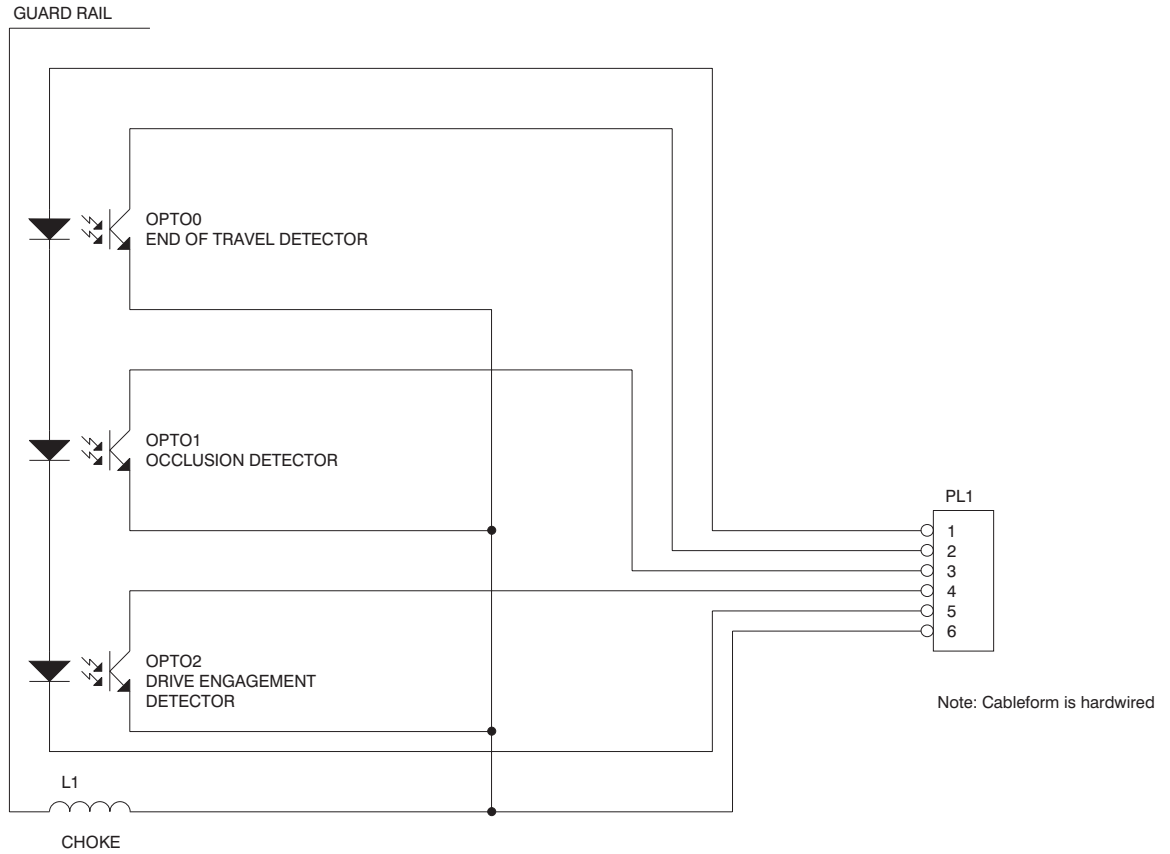 GUARD RAIL
OPTO0
END OF TRAVEL DETECTOR
OPTO1
OCCLUSION DETECTOR
PL1
1
2
3
4
5
6
OPTO2
DRIVE ENGAGEMENT
DETECTOR
Note: Cableform is hardwired
L1
CHOKE